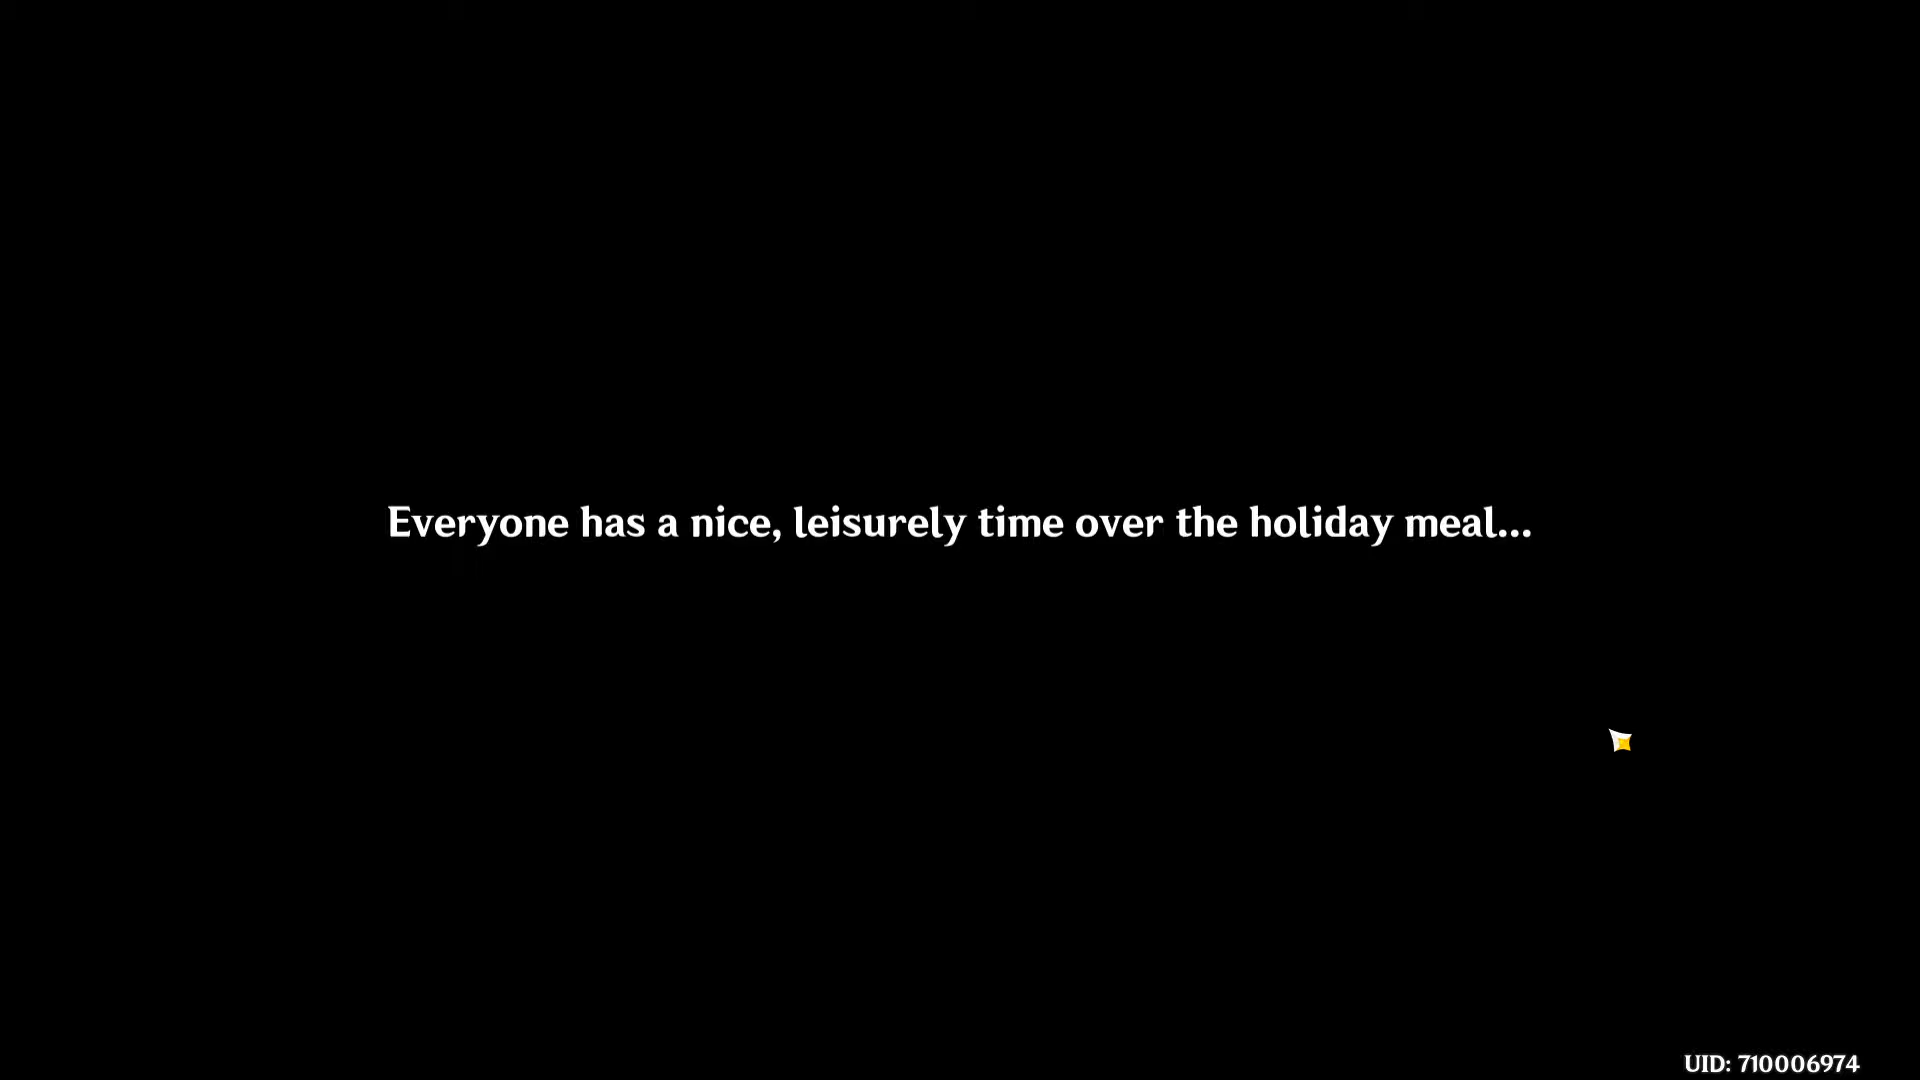 Everyone has a nice, leisurely time over the holiday meal...
UID: 710006974